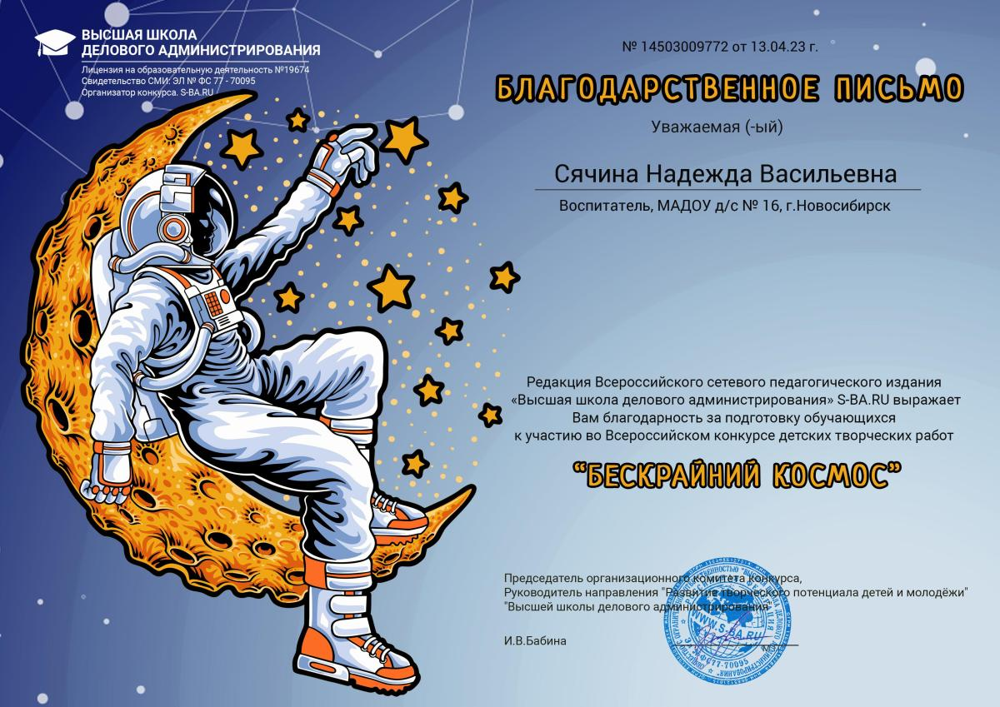 ВЫСШАЯ ШКОЛА
ДЕЛОВОГО АДМИНИСТРИРОВАНИЯ
Лицензия на образовательную деятельность №19674
Свидетельство СМИ: ЭЛ № ФС 77 - 70095
Организатор конкурса. S-BA.RU
№ 14503009772 от 13.04.23 г.
БЛАГОДАРСТВЕННОЕ ПИСЬМО
Уважаемая (-ый)
Сячина Надежда Васильевна
Воспитатель, МАДОУ д/с № 16, г.Новосибирск
Редакция Всероссийского сетевого педагогического издания
«Высшая школа делового администрирования» S-BA.RU выражает
Вам благодарность за подготовку обучающихся
к участию во Всероссийском конкурсе детских творческих работ
“БЕСКРАЙНИЙ КОСМОС”
Председатель организационного комитета конкурса,
Руководитель направления "Развитие творческого потенциала детей и молодёжи"
"Высшей школы делового администрирования"
И.В.Бабина
WWW.S-BA.RU